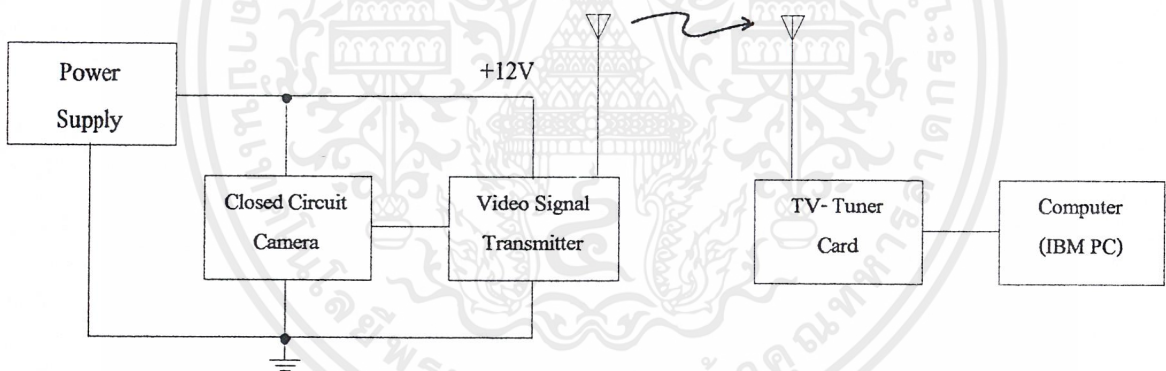 Power
Supply
+12V
Closed Circuit
Camera
Video Signal
Transmitter
TV- Tuner
Card
Computer
(IBM PC)